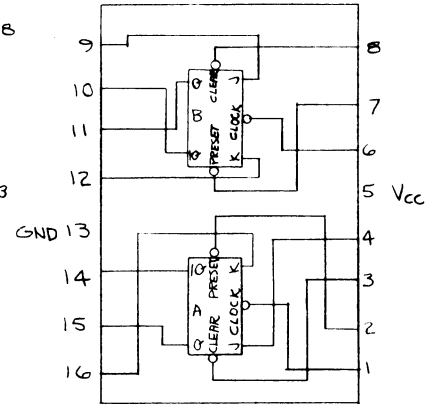 B
9
8
Q
CLEAR
J
10
7
B
CLOCK
11
6
Q
PRESET
K
12
3
5 Vcc
GND 13
4
14
Q
PRESET
K
3
A
CLOCK
15
2
Q
CLEAR
J
16
1